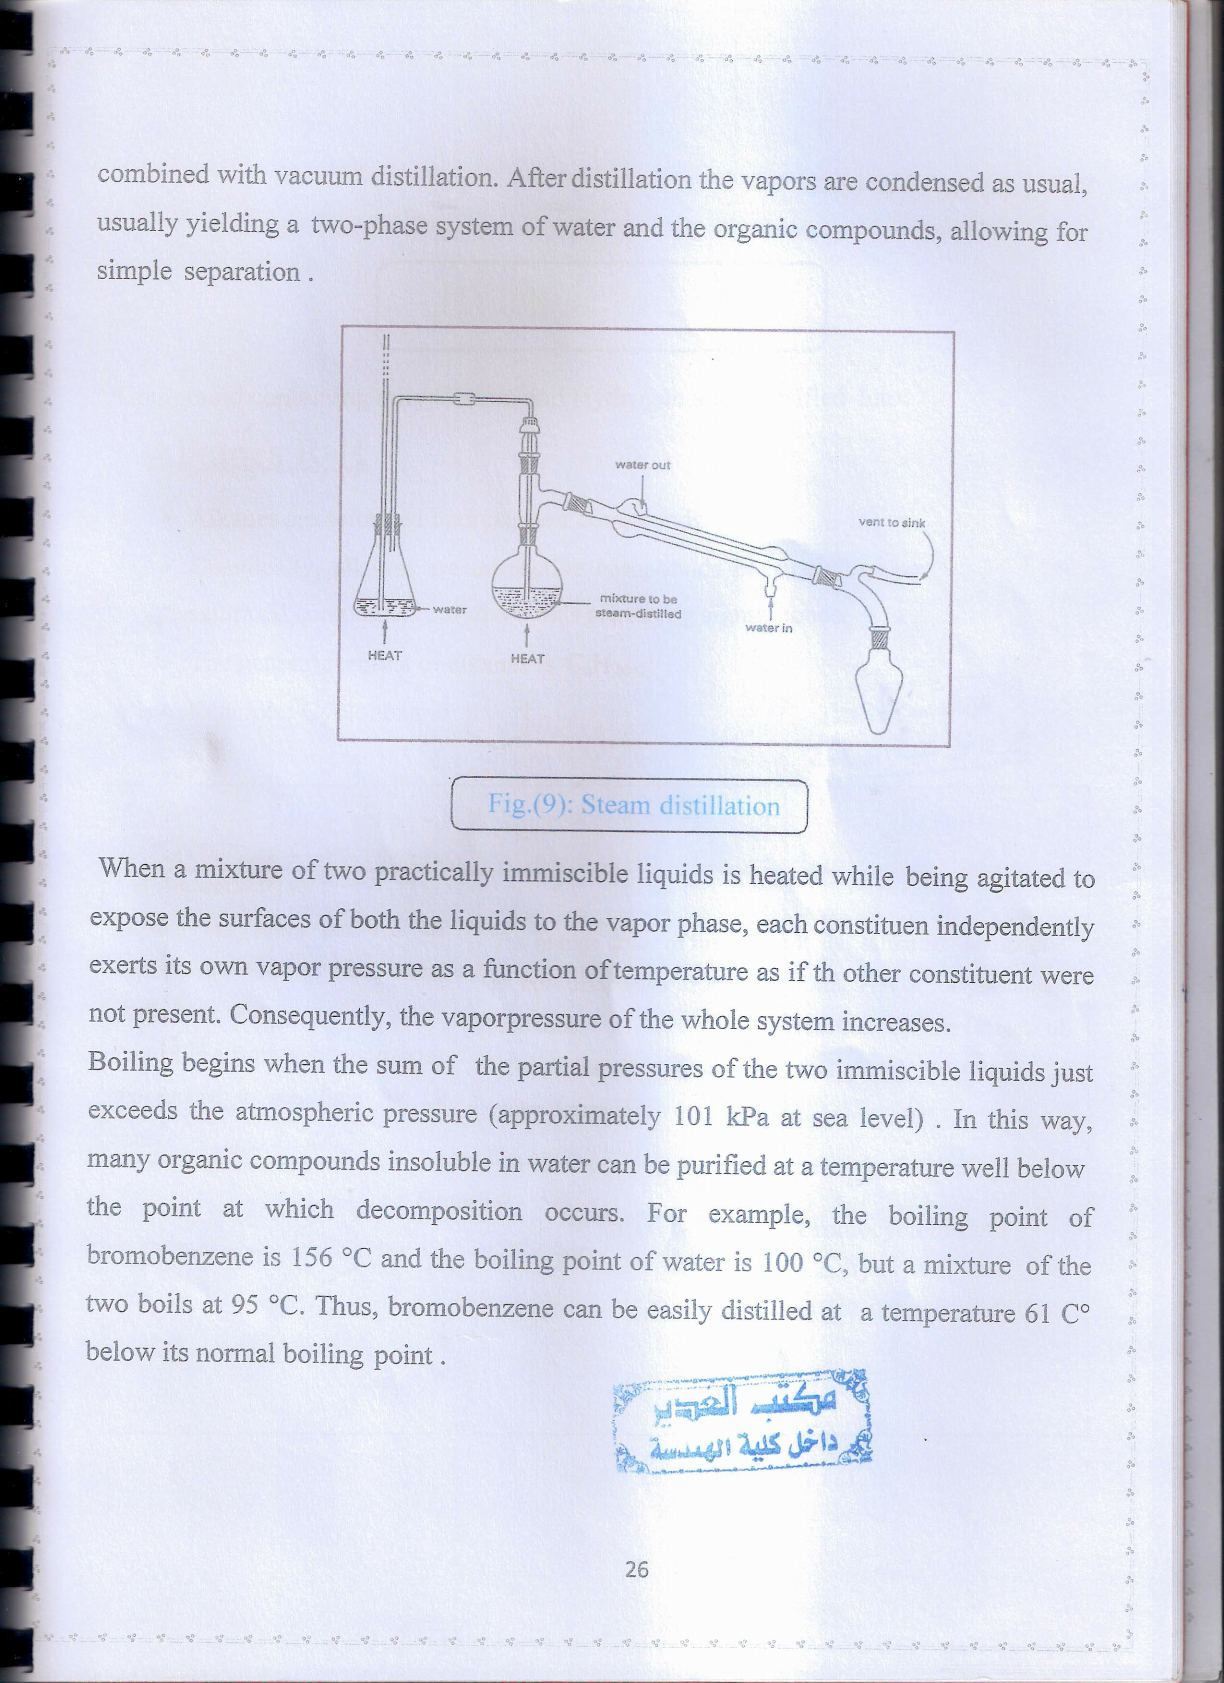 combined with vacuum distillation. After distillation the vapors are condensed as usual,
usually yielding a two-phase system of water and the organic compounds, allowing for
simple separation .
water out
vent to sink
mixture to be
steam-distilled
water
water in
HEAT
HEAT
Fig.(9): Steam distillation
When a mixture of two practically immiscible liquids is heated while being agitated to
expose the surfaces of both the liquids to the vapor phase, each constituen independently
exerts its own vapor pressure as a function of temperature as if th other constituent were
not present. Consequently, the vaporpressure of the whole system increases.
Boiling begins when the sum of the partial pressures of the two immiscible liquids just
exceeds the atmospheric pressure (approximately 101 kPa at sea level) . In this way,
many organic compounds insoluble in water can be purified at a temperature well below
the point at which decomposition occurs. For example, the boiling point of
bromobenzene is 156 °C and the boiling point of water is 100 °C, but a mixture of the
two boils at 95 °C. Thus, bromobenzene can be easily distilled at a temperature 61 C°
below its normal boiling point .
مكتب الغدير
داخل كلية الهندسة
26